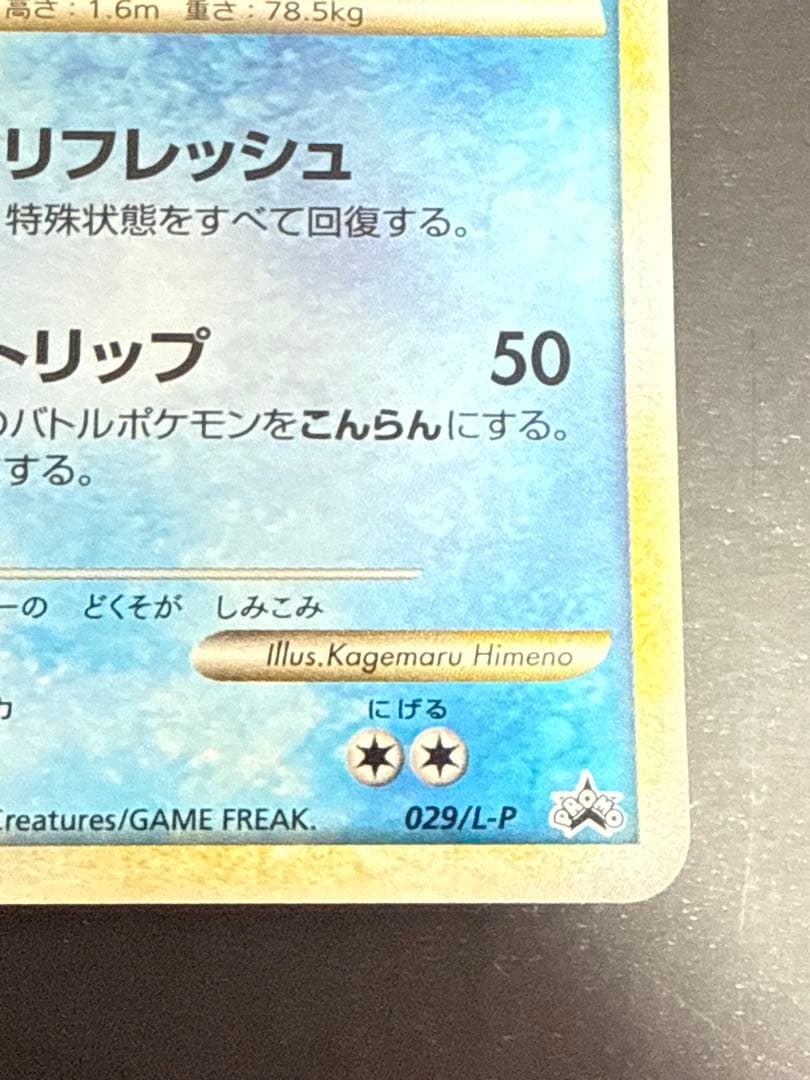 高さ：1.6m 重さ：78.5kg
リフレッシュ
特殊状態をすべて回復する。
トリップ 50
のバトルポケモンをこんらんにする。
する。
ーの どくそが しみこみ
Illus.Kagemaru Himeno
力
にげる
Creatures/GAME FREAK. 029/L-P
PROMO